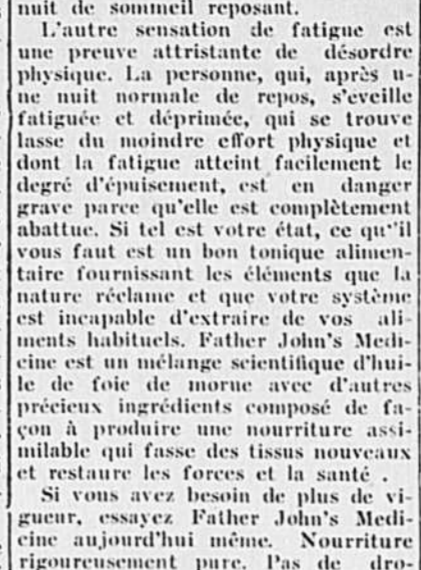 nuit de sommeil reposant.
L'autre sensation de fatigue est
une preuve attristante de désordre
physique. La personne, qui, après u-
ne nuit normale de repos, s'eveille
fatiguée et déprimée, qui se trouve
lasse du moindre effort physique et
dont la fatigue atteint facilement le
degré d'épuisement, est en danger
grave parce qu'elle est complètement
abattue. Si tel est votre état, ce qu''il
vous faut est un bon tonique alimen-
taire fournissant les éléments que la
nature réclame et que votre système
est incapable d'extraire de vos ali-
ments habituels. Father John's Medi-
cine est un mélange scientifique d'hui-
le de foie de morue avec d'autres
précieux ingrédients composé de fa-
çon à produire une nourriture assi-
milable qui fasse des tissus nouveaux
et restaure les forces et la santé .
Si vous avez besoin de plus de vi-
gueur, essayez Father John's Medi-
cine aujourd'hui même. Nourriture
rigoureusement pure. Pas de dro-